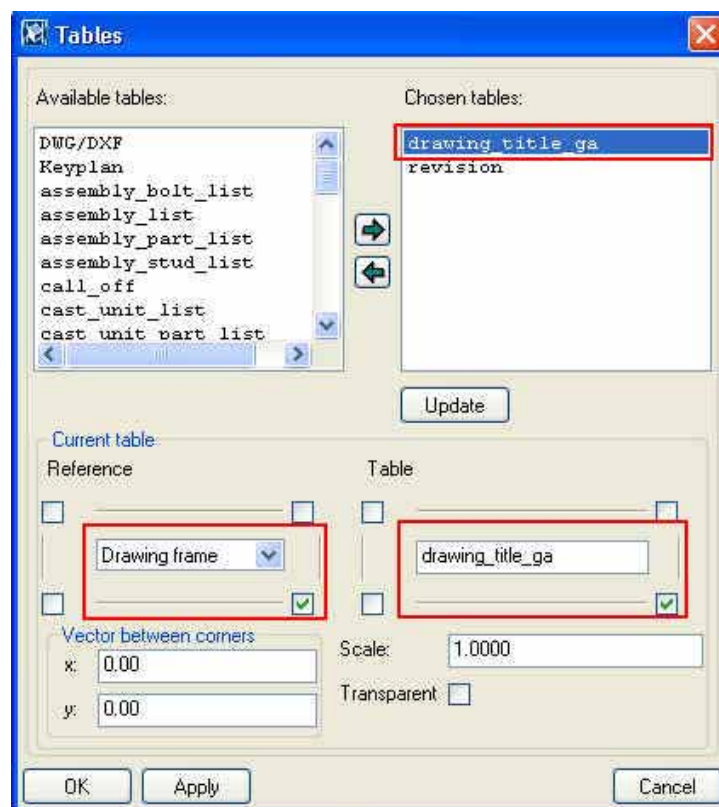 Tables
Available tables:
Chosen tables:
DWG/DXF
Keyplan
assembly_bolt_list
assembly_list
assembly_part_list
assembly_stud_list
call_off
cast_unit_list
cast_unit_part_list
drawing_title_ga
revision
Update
Current table
Reference
Table
Drawing frame
drawing_title_ga
Vector between corners
x: 0.00
y: 0.00
Scale: 1.0000
Transparent
OK
Apply
Cancel